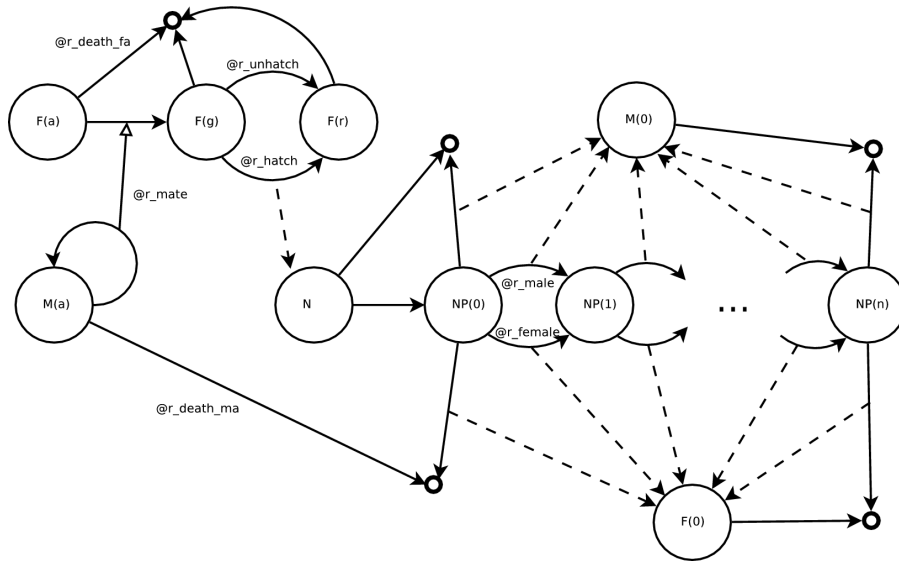 @r_death_fa
@r_unhatch
F(a)
F(g)
F(r)
M(0)
@r_hatch
@r_mate
@r_male
M(a)
N
NP(0)
NP(1)
...
NP(n)
@r_female
@r_death_ma
F(0)